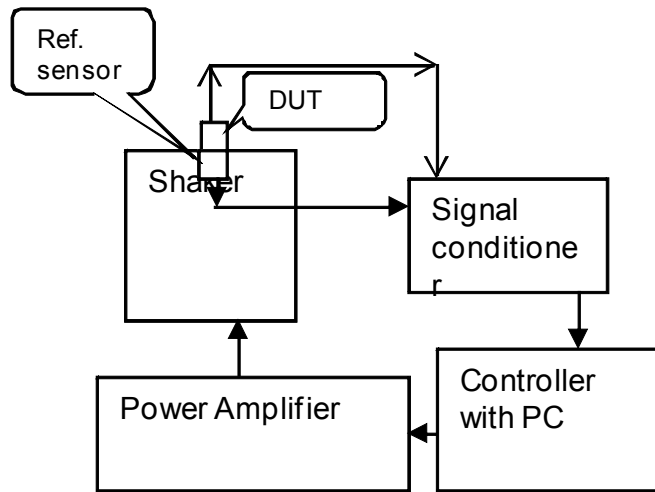 Ref.
sensor
DUT
Shaker
Signal
conditione
r
Power Amplifier
Controller
with PC